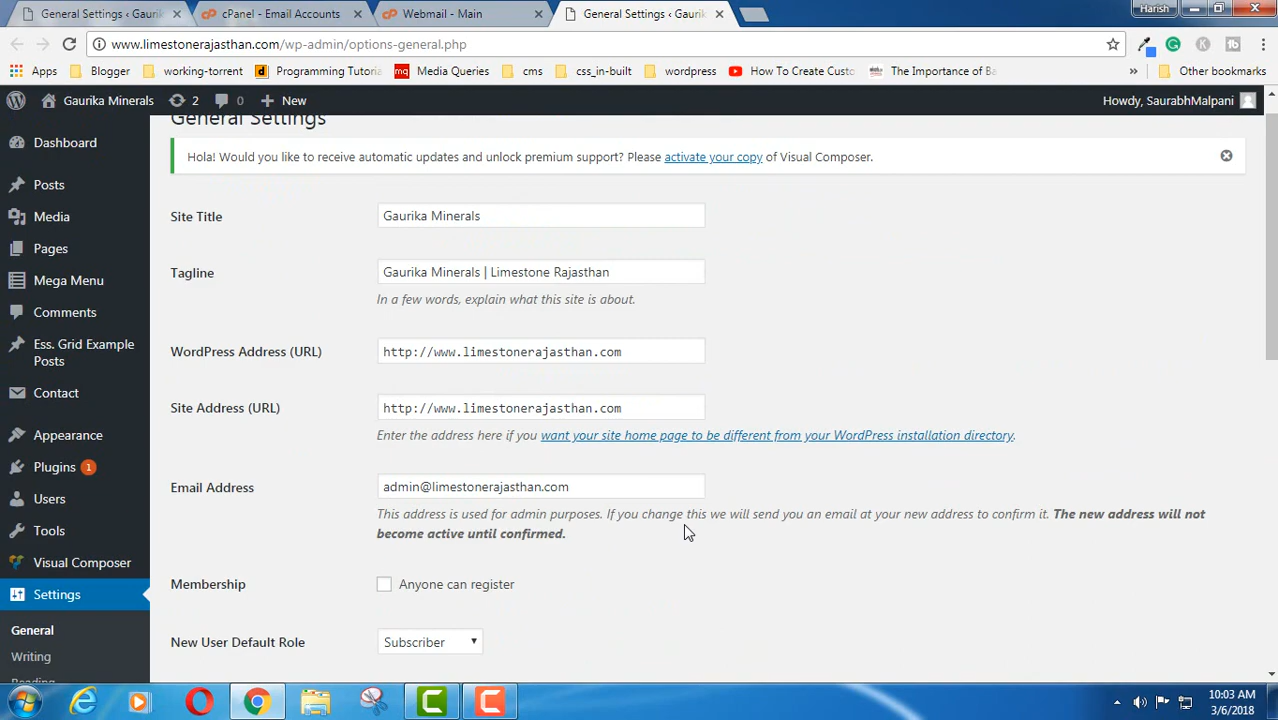 General Settings ‹ Gaurik
cPanel - Email Accounts
Webmail - Main
General Settings ‹ Gaurik
Harish
www.limestonerajasthan.com/wp-admin/options-general.php
Apps
Blogger
working-torrent
Programming Tutoria
Media Queries
cms
css_in-built
wordpress
How To Create Custo
The Importance of Ba
Other bookmarks
Gaurika Minerals
2
0
New
Howdy, SaurabhMalpani
Dashboard
Posts
Media
Pages
Mega Menu
Comments
Ess. Grid Example
Posts
Contact
Appearance
Plugins 1
Users
Tools
Visual Composer
Settings
General
Writing
General Settings
Hola! Would you like to receive automatic updates and unlock premium support? Please activate your copy of Visual Composer.
Site Title
Gaurika Minerals
Tagline
Gaurika Minerals | Limestone Rajasthan
In a few words, explain what this site is about.
WordPress Address (URL)
http://www.limestonerajasthan.com
Site Address (URL)
http://www.limestonerajasthan.com
Enter the address here if you want your site home page to be different from your WordPress installation directory.
Email Address
admin@limestonerajasthan.com
This address is used for admin purposes. If you change this we will send you an email at your new address to confirm it. The new address will not
become active until confirmed.
Membership
Anyone can register
New User Default Role
Subscriber
10:03 AM
3/6/2018